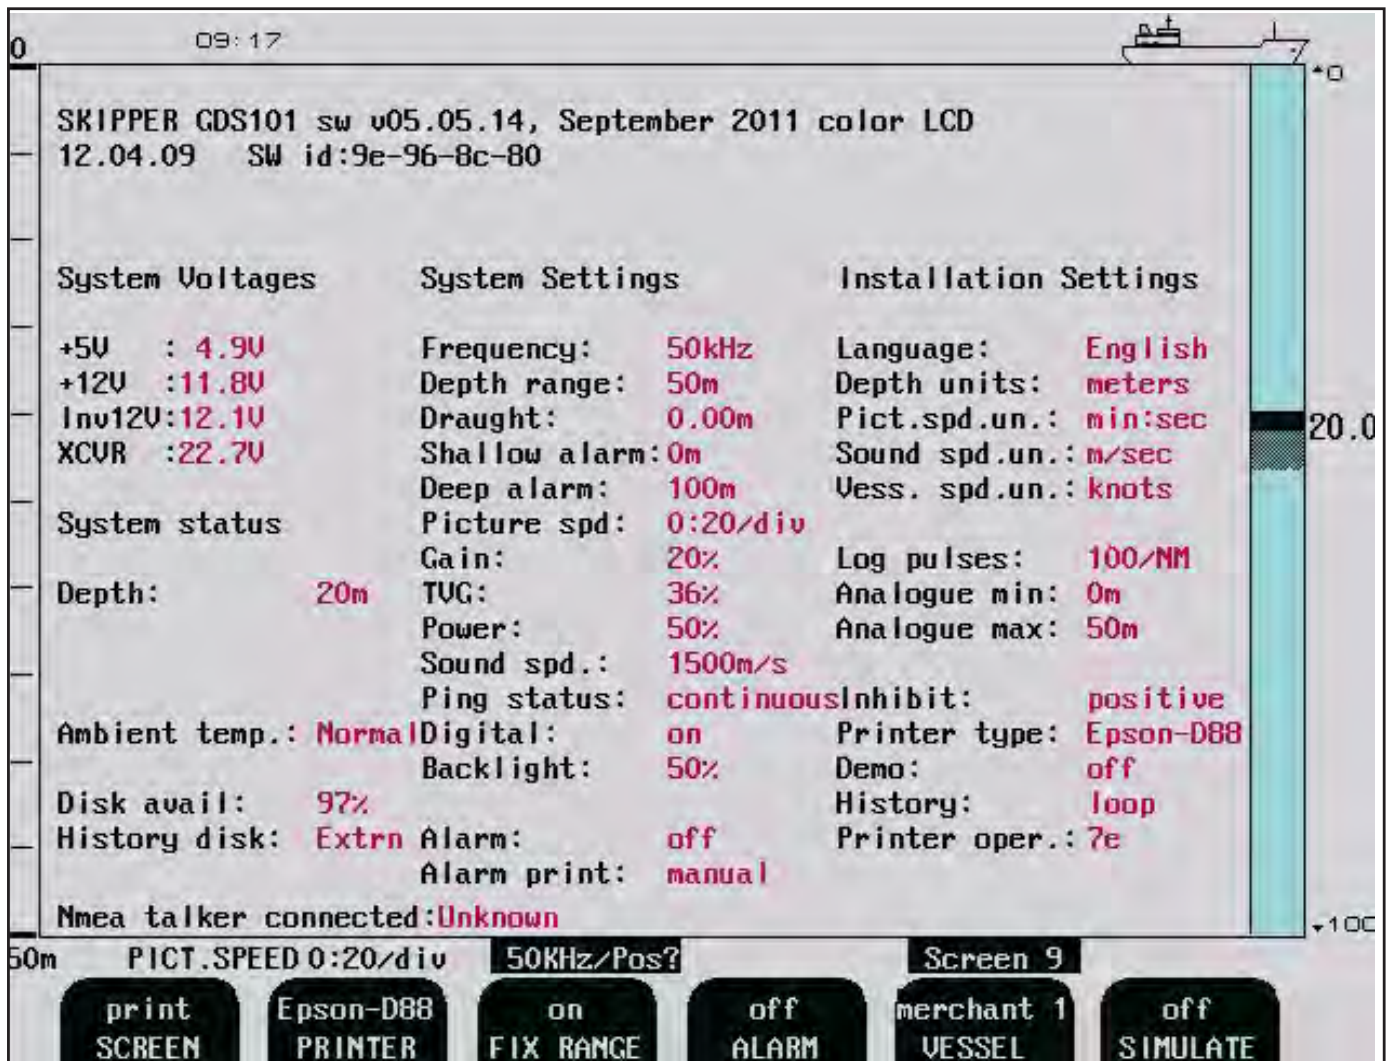 0 09:17
▲0
SKIPPER GDS101 sw v05.05.14, September 2011 color LCD
12.04.09 SW id:9e-96-8c-80
System Voltages System Settings Installation Settings
+5V : 4.9V Frequency: 50kHz Language: English
+12V :11.8V Depth range: 50m Depth units: meters
Inv12V:12.1V Draught: 0.00m Pict.spd.un.: min:sec
20.0
XCVR :22.7V Shallow alarm:0m Sound spd.un.: m/sec
Deep alarm: 100m Vess. spd.un.: knots
System status Picture spd: 0:20/div
Gain: 20% Log pulses: 100/NM
Depth: 20m TVG: 36% Analogue min: 0m
Power: 50% Analogue max: 50m
Sound spd.: 1500m/s
Ping status: continuousInhibit: positive
Ambient temp.: NormalDigital: on Printer type: Epson-D88
Backlight: 50% Demo: off
Disk avail: 97% History: loop
History disk: Extrn Alarm: off Printer oper.: 7e
Alarm print: manual
Nmea talker connected:Unknown
▼100
50m PICT.SPEED 0:20/div 50KHz/Pos? Screen 9
print Epson-D88 on off merchant 1 off
SCREEN PRINTER FIX RANGE ALARM VESSEL SIMULATE